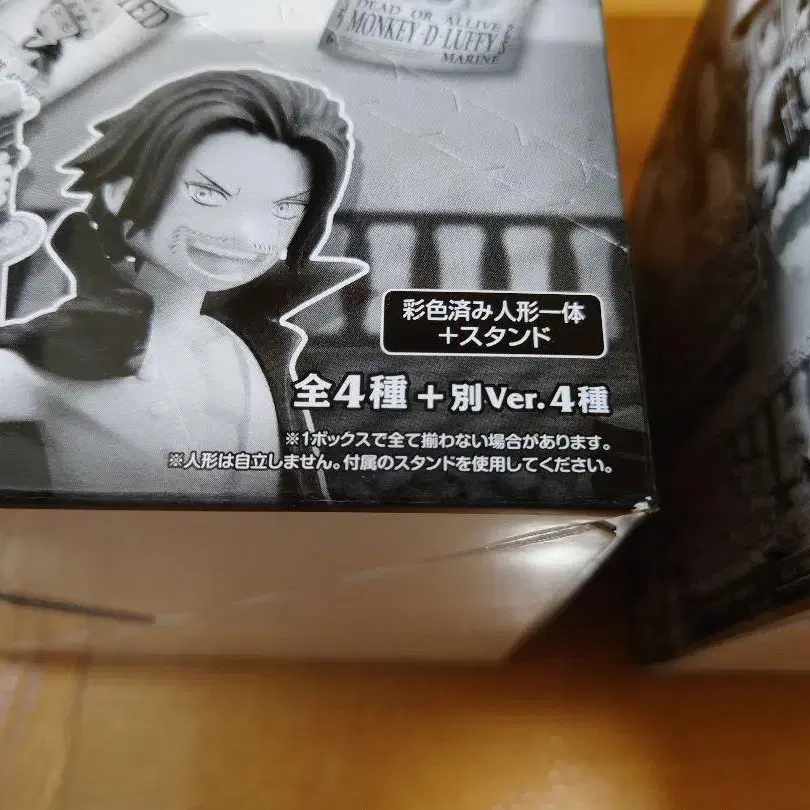 DEAD OR ALIVE
MONKEY·D·LUFFY
MARINE
彩色済み人形一体
+スタンド
全4種+別Ver.4種
※1ボックスで全て揃わない場合があります。
※人形は自立しません。付属のスタンドを使用してください。